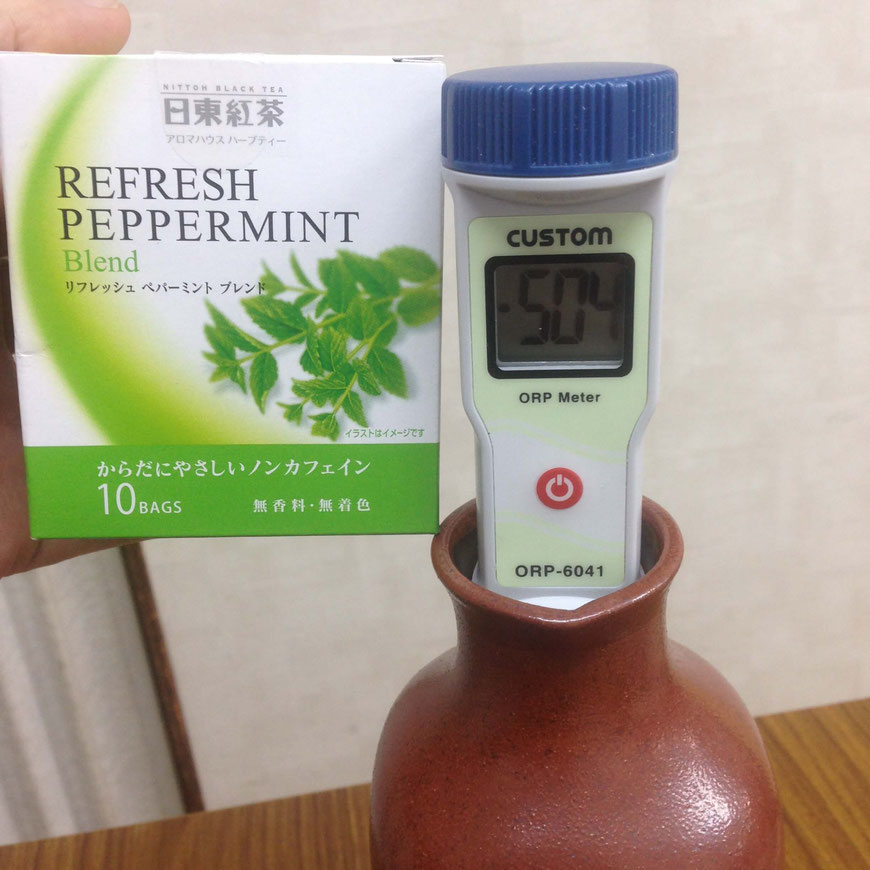 NITTOH BLACK TEA
日東紅茶
アロマハウス ハーブティー
REFRESH
PEPPERMINT
Blend
リフレッシュ ペパーミント ブレンド
イラストはイメージです
からだにやさしいノンカフェイン
10 BAGS
無香料・無着色
CUSTOM
-504
ORP Meter
ORP-6041